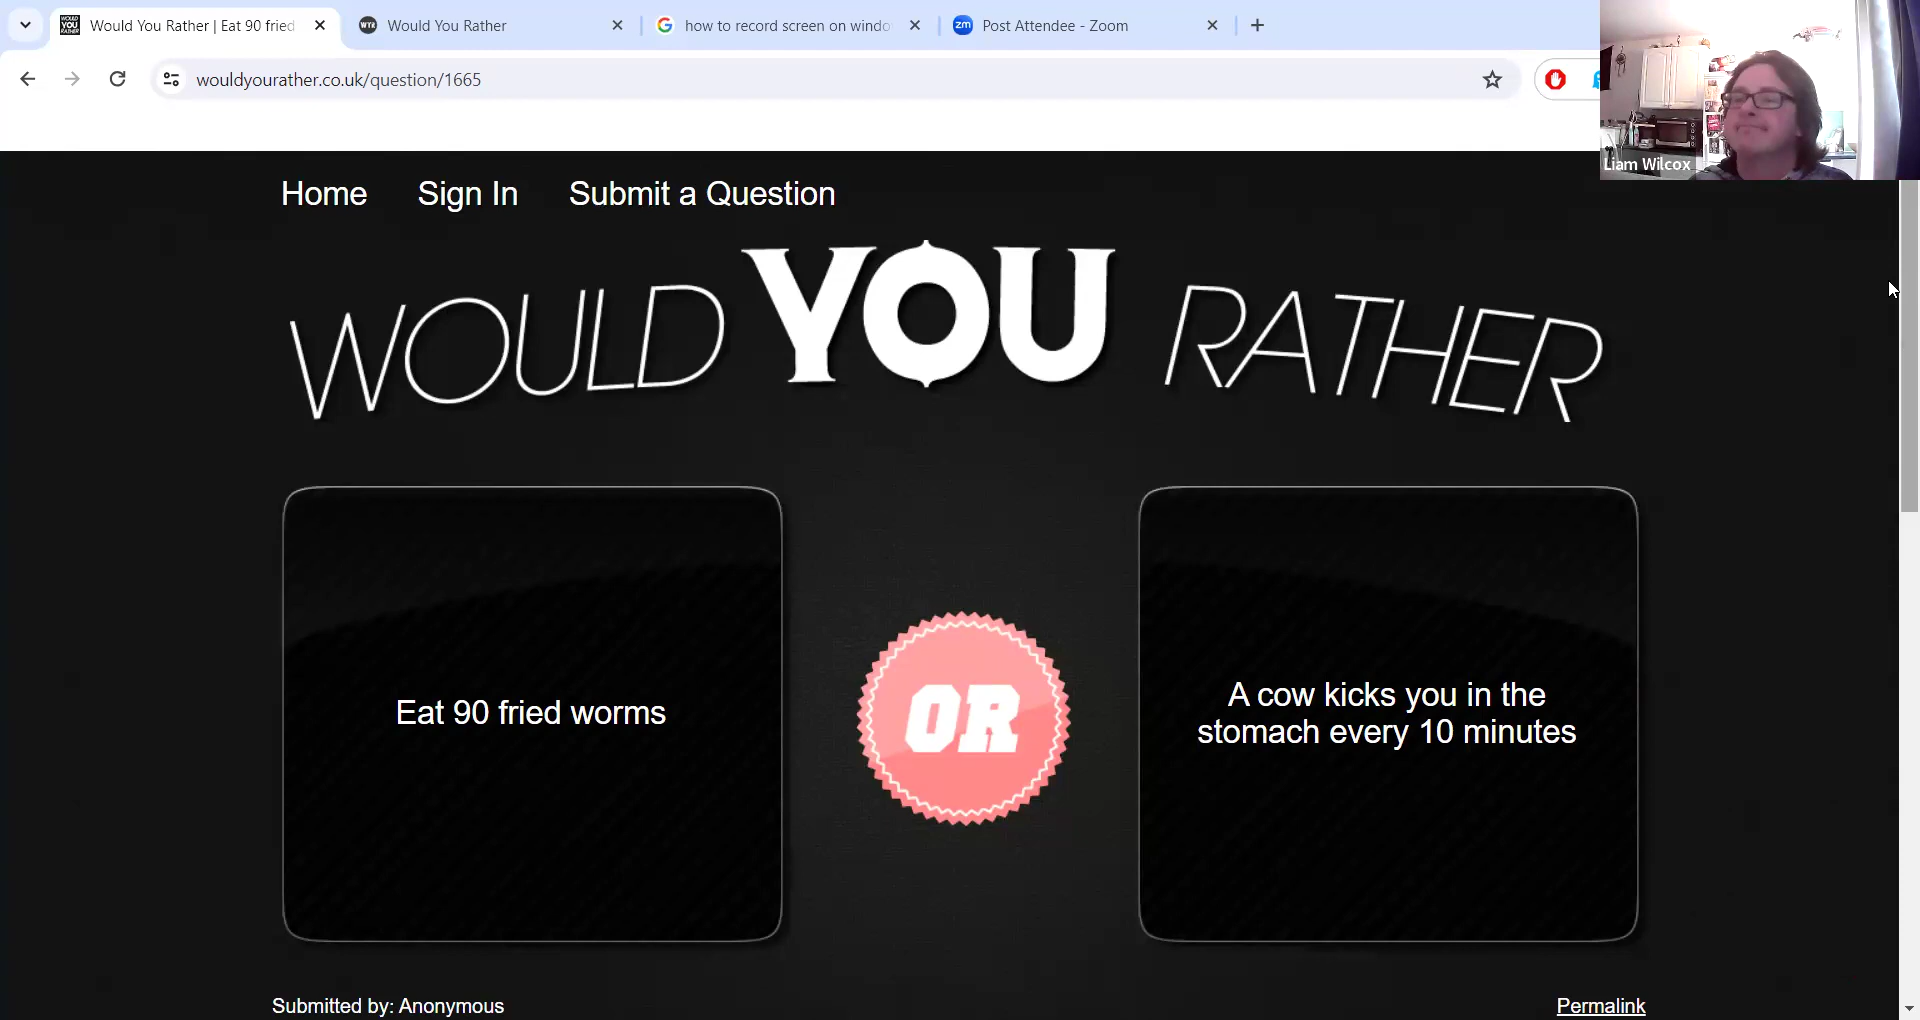 Would You Rather | Eat 90 fried
Would You Rather
how to record screen on windo
zm
Post Attendee - Zoom
wouldyourather.co.uk/question/1665
Liam Wilcox
Home
Sign In
Submit a Question
WOULD YOU RATHER
Eat 90 fried worms
OR
A cow kicks you in the
stomach every 10 minutes
Submitted by: Anonymous
Permalink